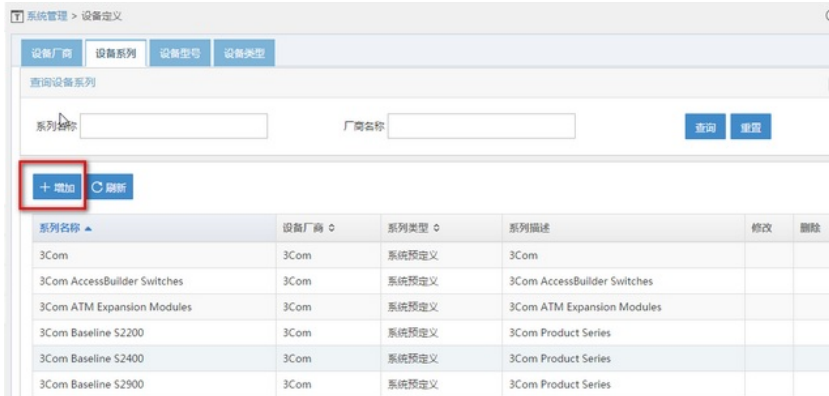 系统管理 > 设备定义
设备厂商 设备系列 设备型号 设备类型
查询设备系列
系列名称 厂商名称 查询 重置
+ 增加 刷新
系列名称 设备厂商 系列类型 系列描述 修改 删除
3Com 3Com 系统预定义 3Com
3Com AccessBuilder Switches 3Com 系统预定义 3Com AccessBuilder Switches
3Com ATM Expansion Modules 3Com 系统预定义 3Com ATM Expansion Modules
3Com Baseline S2200 3Com 系统预定义 3Com Product Series
3Com Baseline S2400 3Com 系统预定义 3Com Product Series
3Com Baseline S2900 3Com 系统预定义 3Com Product Series